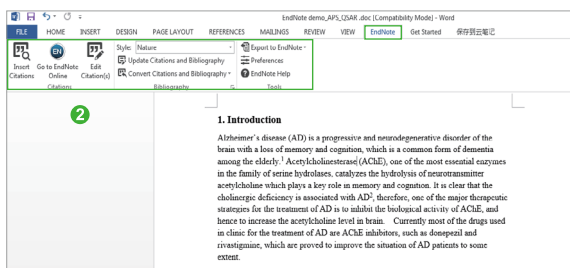 EndNote demo_APS_QSAR .doc [Compatibility Mode] - Word
FILE HOME INSERT DESIGN PAGE LAYOUT REFERENCES MAILINGS REVIEW VIEW EndNote Get Started 保存到云笔记
Insert Citations
Go to EndNote Online
Edit Citation(s)
Citations
Style: Nature
Update Citations and Bibliography
Convert Citations and Bibliography
Bibliography
Export to EndNote
Preferences
EndNote Help
Tools
2
1. Introduction
Alzheimer's disease (AD) is a progressive and neurodegenerative disorder of the
brain with a loss of memory and cognition, which is a common form of dementia
among the elderly.1 Acetylcholinesterase (AChE), one of the most essential enzymes
in the family of serine hydrolases, catalyzes the hydrolysis of neurotransmitter
acetylcholine which plays a key role in memory and cognition. It is clear that the
cholinergic deficiency is associated with AD2, therefore, one of the major therapeutic
strategies for the treatment of AD is to inhibit the biological activity of AChE, and
hence to increase the acetylcholine level in brain. Currently most of the drugs used
in clinic for the treatment of AD are AChE inhibitors, such as donepezil and
rivastigmine, which are proved to improve the situation of AD patients to some
extent.